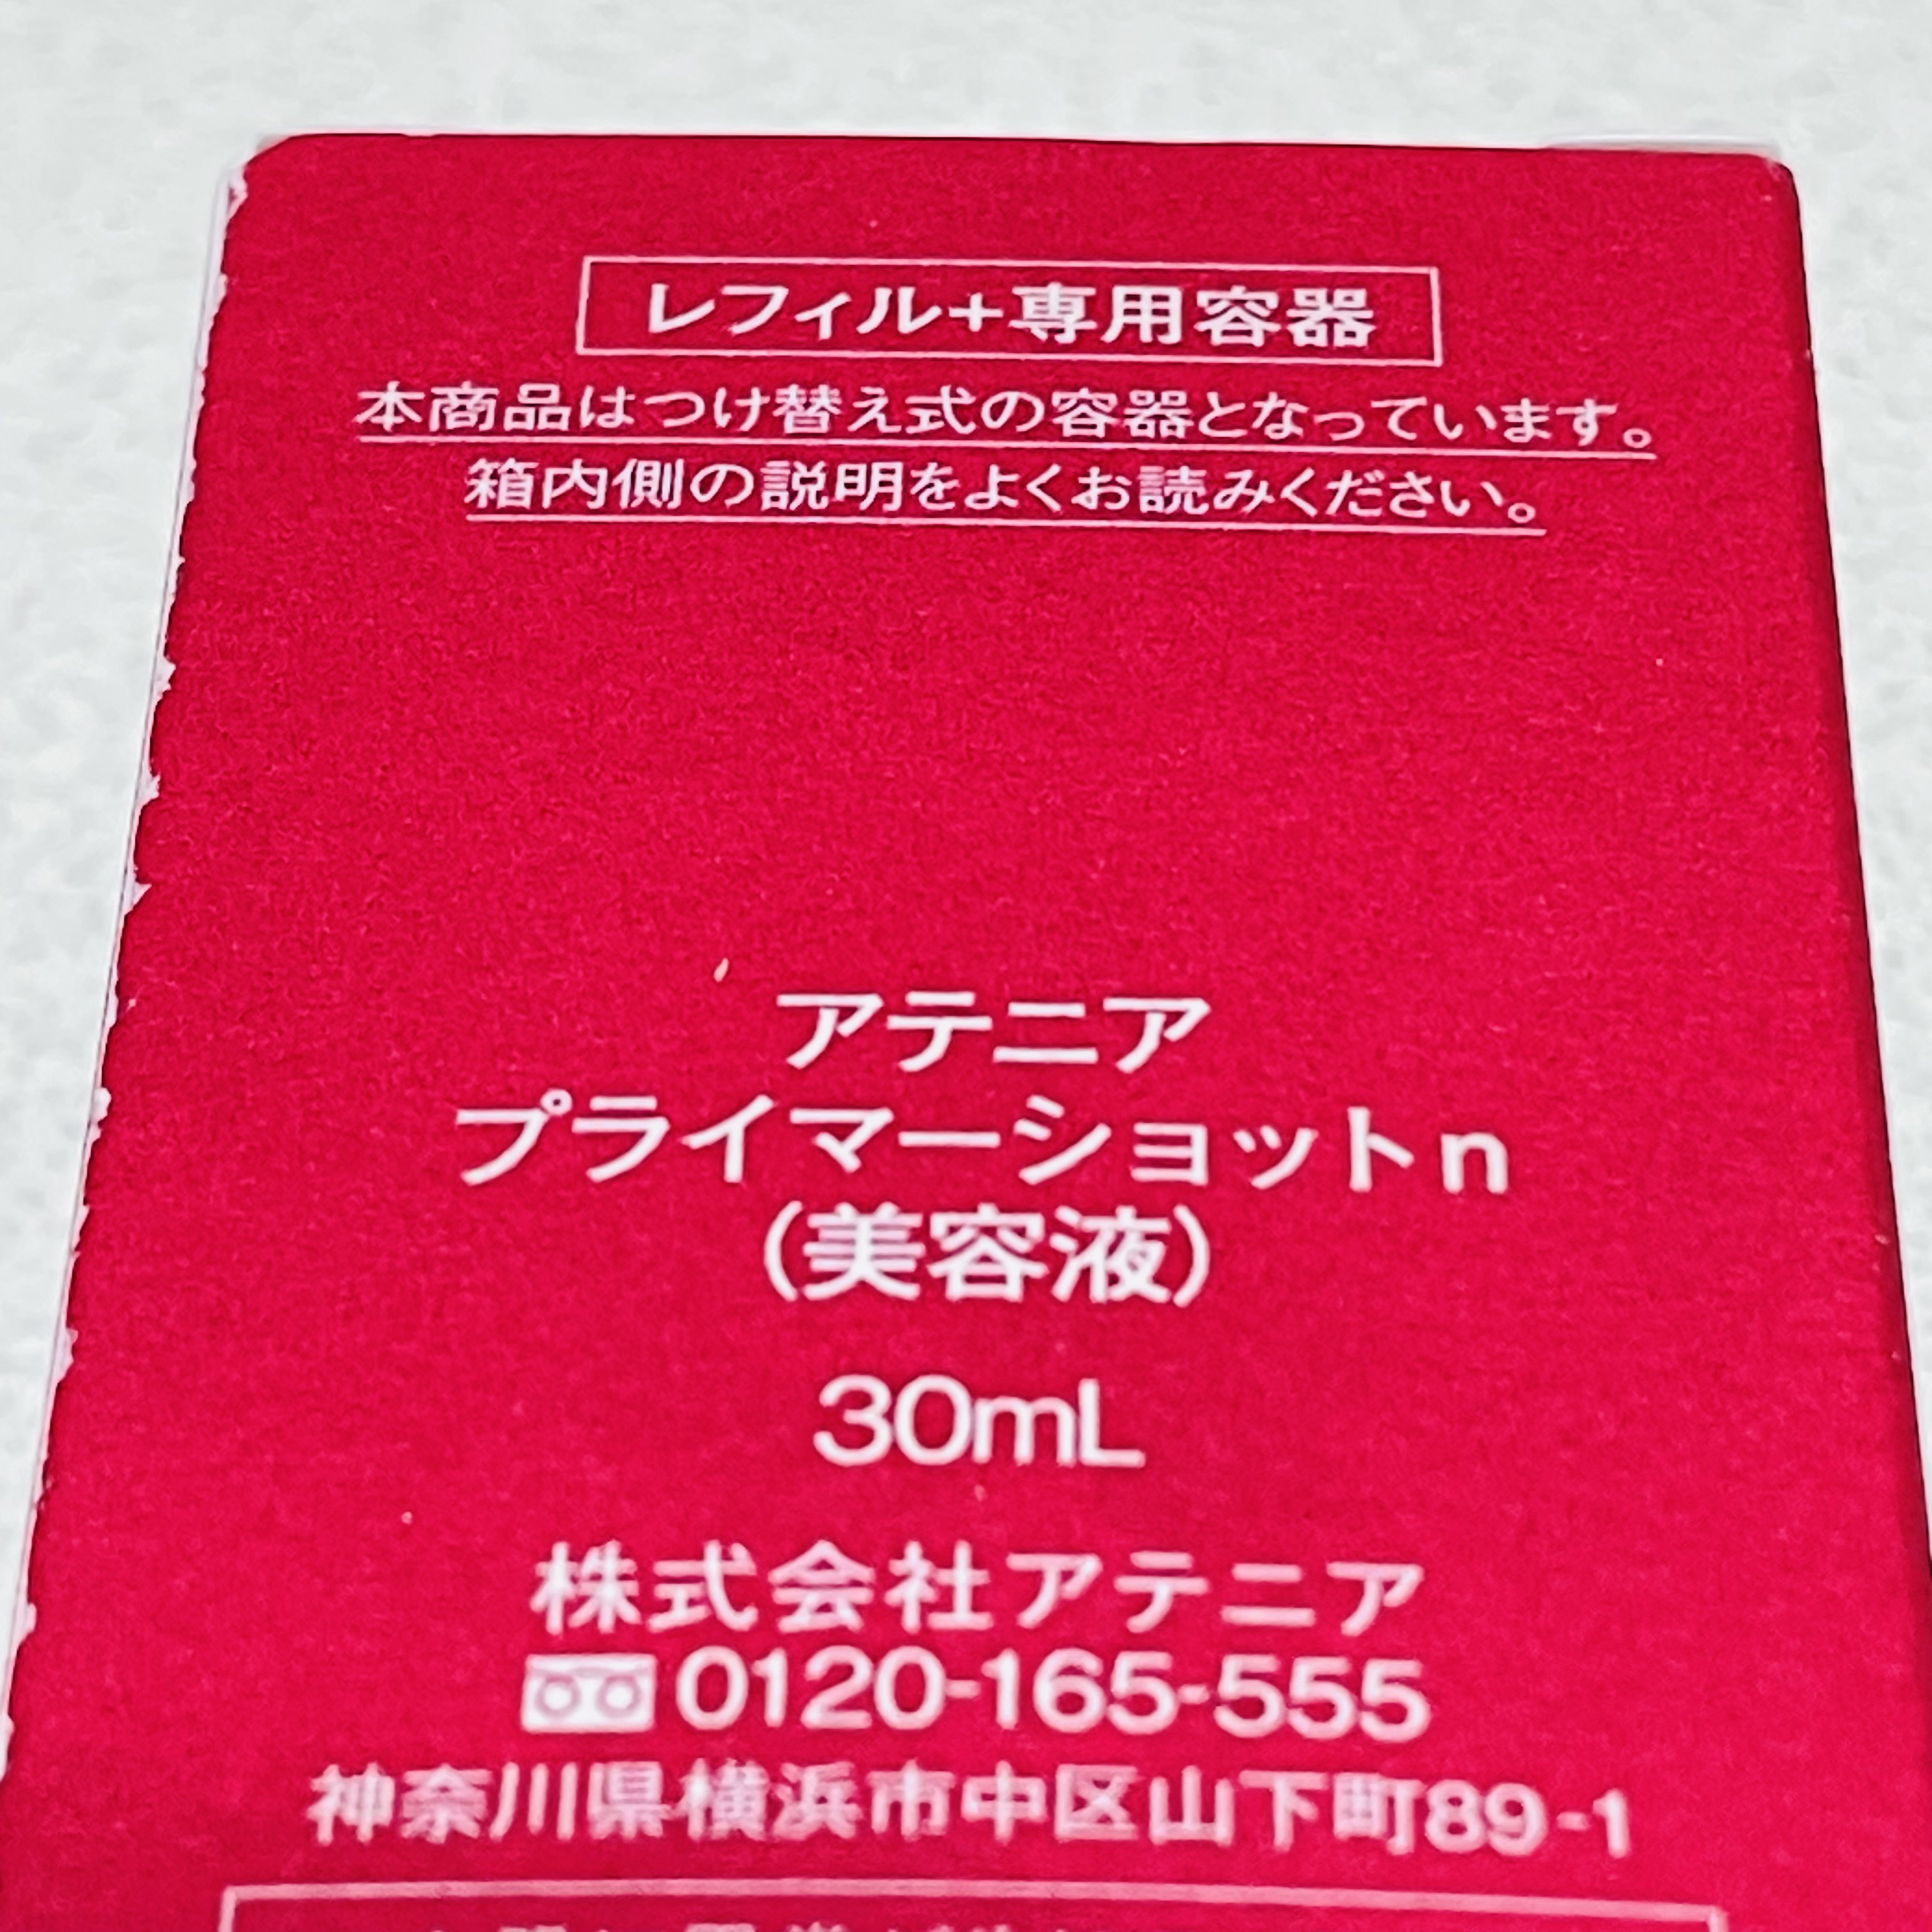 レフィル+専用容器
本商品はつけ替え式の容器となっています。
箱内側の説明をよくお読みください。
アテニア
プライマーショットn
(美容液)
30mL
株式会社アテニア
0120-165-555
神奈川県横浜市中区山下町89-1